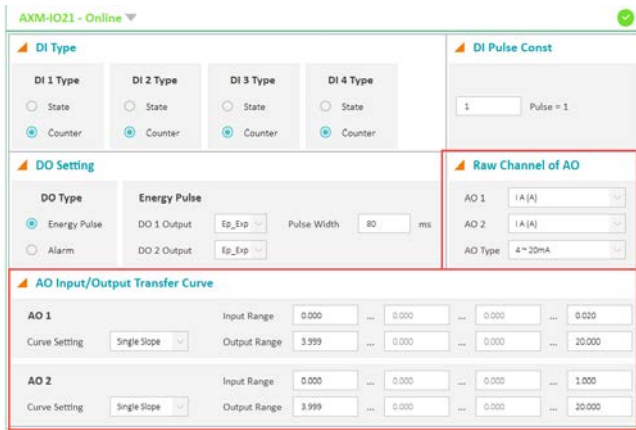 AXM-IO21 - Online
DI Type
DI Pulse Const
DI 1 Type
DI 2 Type
DI 3 Type
DI 4 Type
State
State
State
State
Counter
Counter
Counter
Counter
1
Pulse = 1
DO Setting
Raw Channel of AO
DO Type
Energy Pulse
AO 1
I A (A)
Energy Pulse
DO 1 Output
Ep_Exp
Pulse Width
80
ms
AO 2
I A (A)
Alarm
DO 2 Output
Ep_Exp
AO Type
4 ~ 20mA
AO Input/Output Transfer Curve
AO 1
Input Range
0.000
...
0.000
...
0.000
...
0.020
Curve Setting
Single Slope
Output Range
3.999
...
0.000
...
0.000
...
20.000
AO 2
Input Range
0.000
...
0.000
...
0.000
...
1.000
Curve Setting
Single Slope
Output Range
3.999
...
0.000
...
0.000
...
20.000